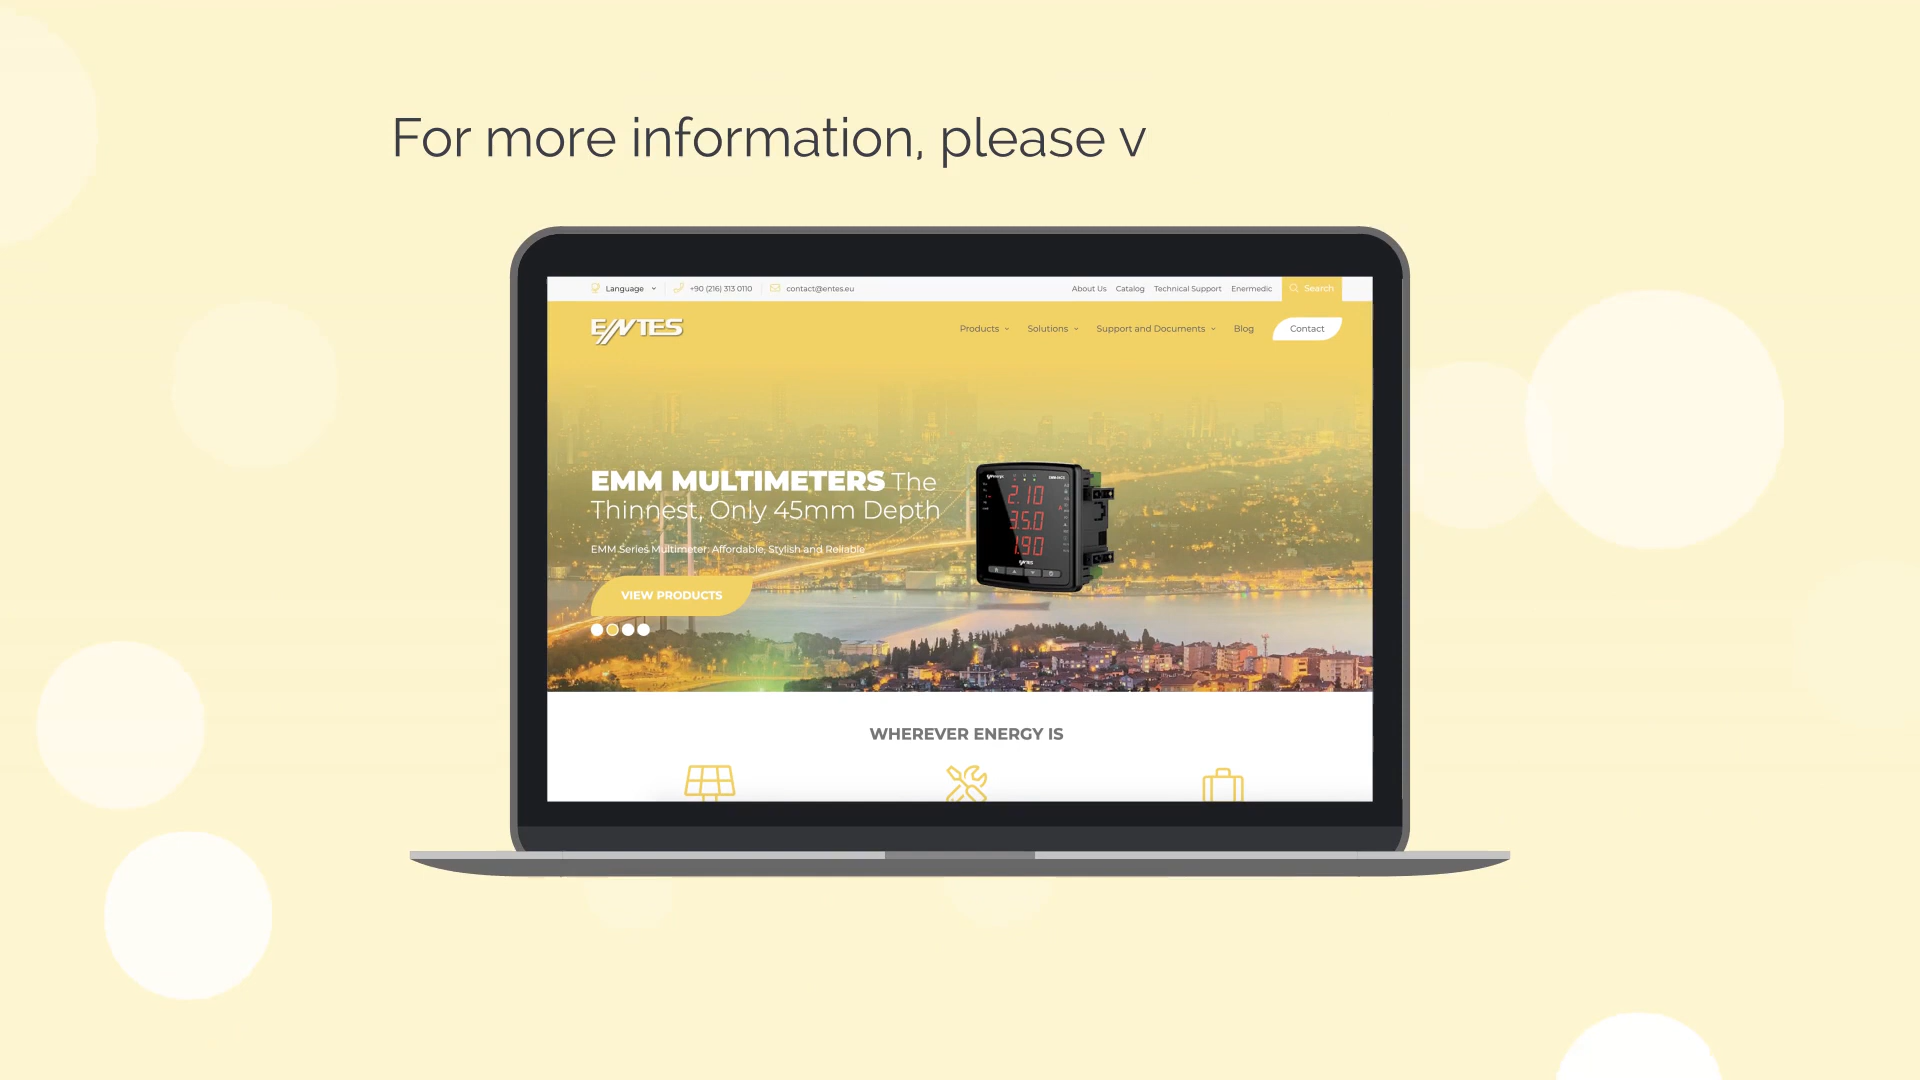 For more information, please v
Language
+90 (216) 313 0110
contact@entes.eu
About Us
Catalog
Technical Support
Enermedic
Search
ENTES
Products
Solutions
Support and Documents
Blog
Contact
EMM MULTIMETERS The
Thinnest, Only 45mm Depth
EMM Series Multimeter: Affordable, Stylish and Reliable
VIEW PRODUCTS
2.10
35.0
1.90
ENTES
WHEREVER ENERGY IS